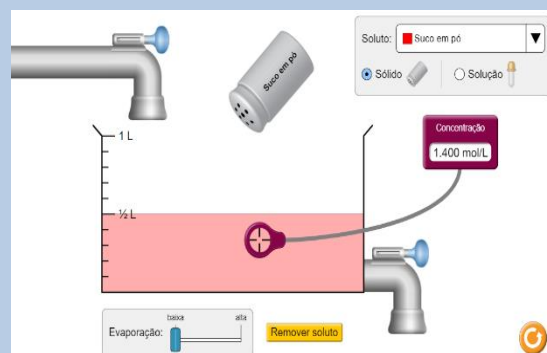 Soluto: Suco em pó
Sólido Solução
Suco em pó
Concentração
1.400 mol/L
1 L
½ L
baixa alta
Evaporação:
Remover soluto